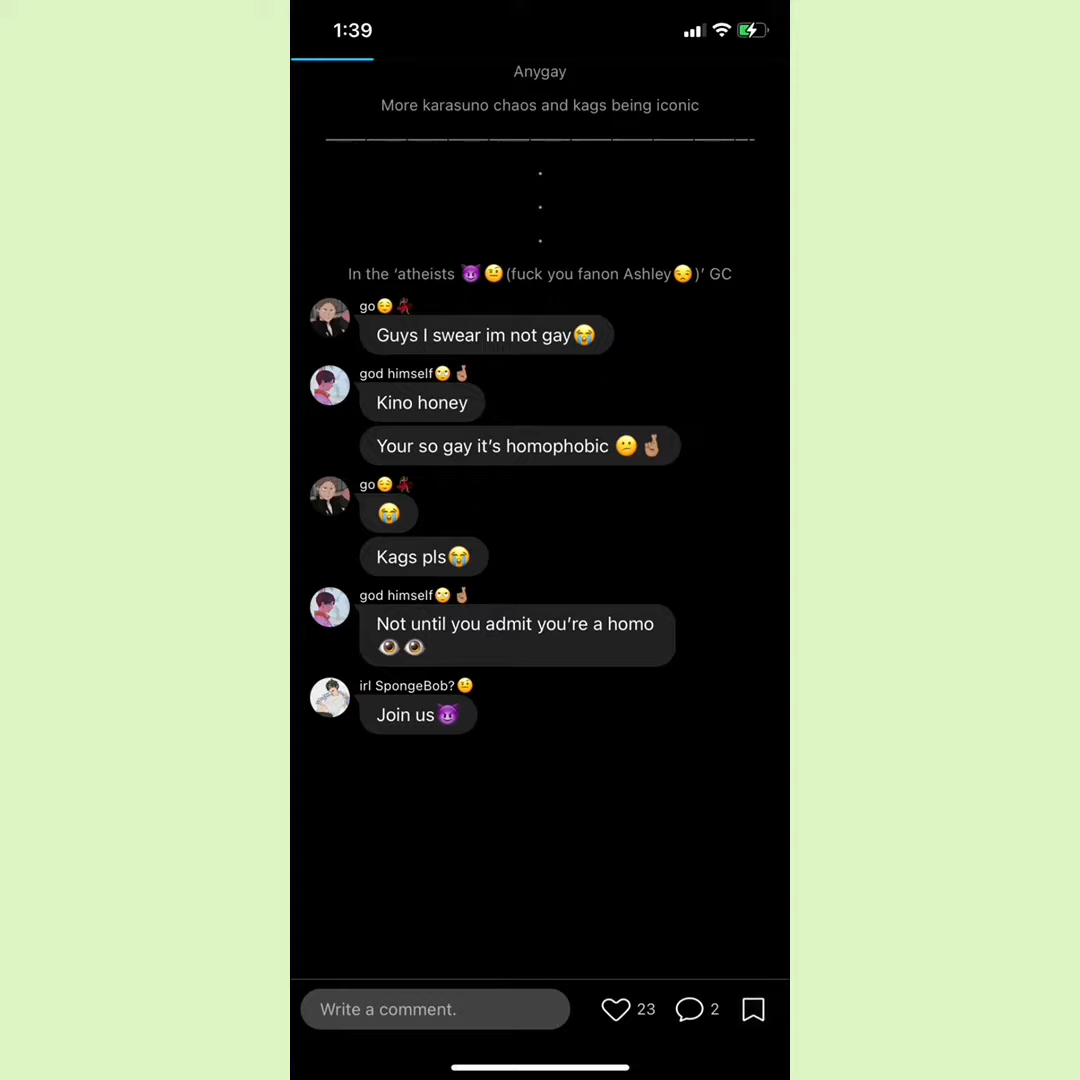 1:39
Anygay
More karasuno chaos and kags being iconic
In the ‘atheists 😈🤨(fuck you fanon Ashley😒)’ GC
go😌💃🏿
Guys I swear im not gay😭
god himself🙄🤞🏽
Kino honey
Your so gay it’s homophobic 😕🤞🏽
go😌💃🏿
😭
Kags pls😭
god himself🙄🤞🏽
Not until you admit you’re a homo
👁️👁️
irl SpongeBob?🤨
Join us😈
Write a comment.
23
2